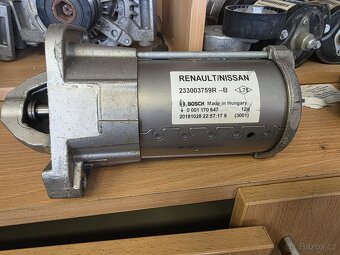 RENAULT/NISSAN
233003759R --B
BOSCH Made in Hungary
0 001 170 647 12V
20181028 22:57:17 8 (3001)